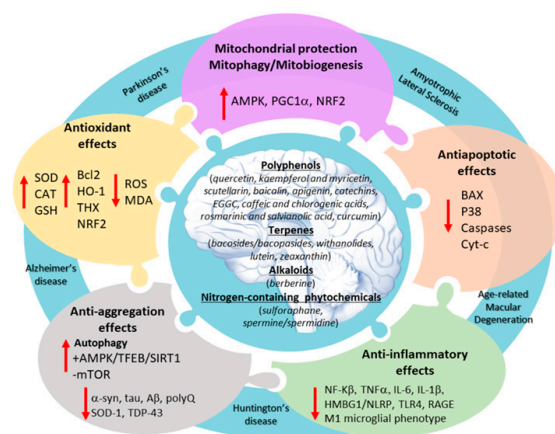 Mitochondrial protection
Mitophagy/Mitobiogenesis
AMPK, PGC1α, NRF2
Parkinson's
disease
Amyotrophic
Lateral Sclerosis
Antioxidant
effects
SOD
CAT
GSH
Bcl2
HO-1
THX
NRF2
ROS
MDA
Polyphenols
(quercetin, kaempferol and myricetin,
scutellarin, baicalin, apigenin, catechins,
EGGC, caffeic and chlorogenic acids,
rosmarinic and salvianolic acid, curcumin)
Terpenes
(bacosides/bacopasides, withanolides,
lutein, zeaxanthin)
Alkaloids
(berberine)
Nitrogen-containing phytochemicals
(sulforaphane,
spermine/spermidine)
Antiapoptotic
effects
BAX
P38
Caspases
Cyt-c
Alzheimer's
disease
Age-related
Macular
Degeneration
Anti-aggregation
effects
Autophagy
+AMPK/TFEB/SIRT1
-mTOR
α-syn, tau, Aβ, polyQ
SOD-1, TDP-43
Huntington's
disease
Anti-inflammatory
effects
NF-Kβ, TNFα, IL-6, IL-1β,
HMBG1/NLRP, TLR4, RAGE
M1 microglial phenotype